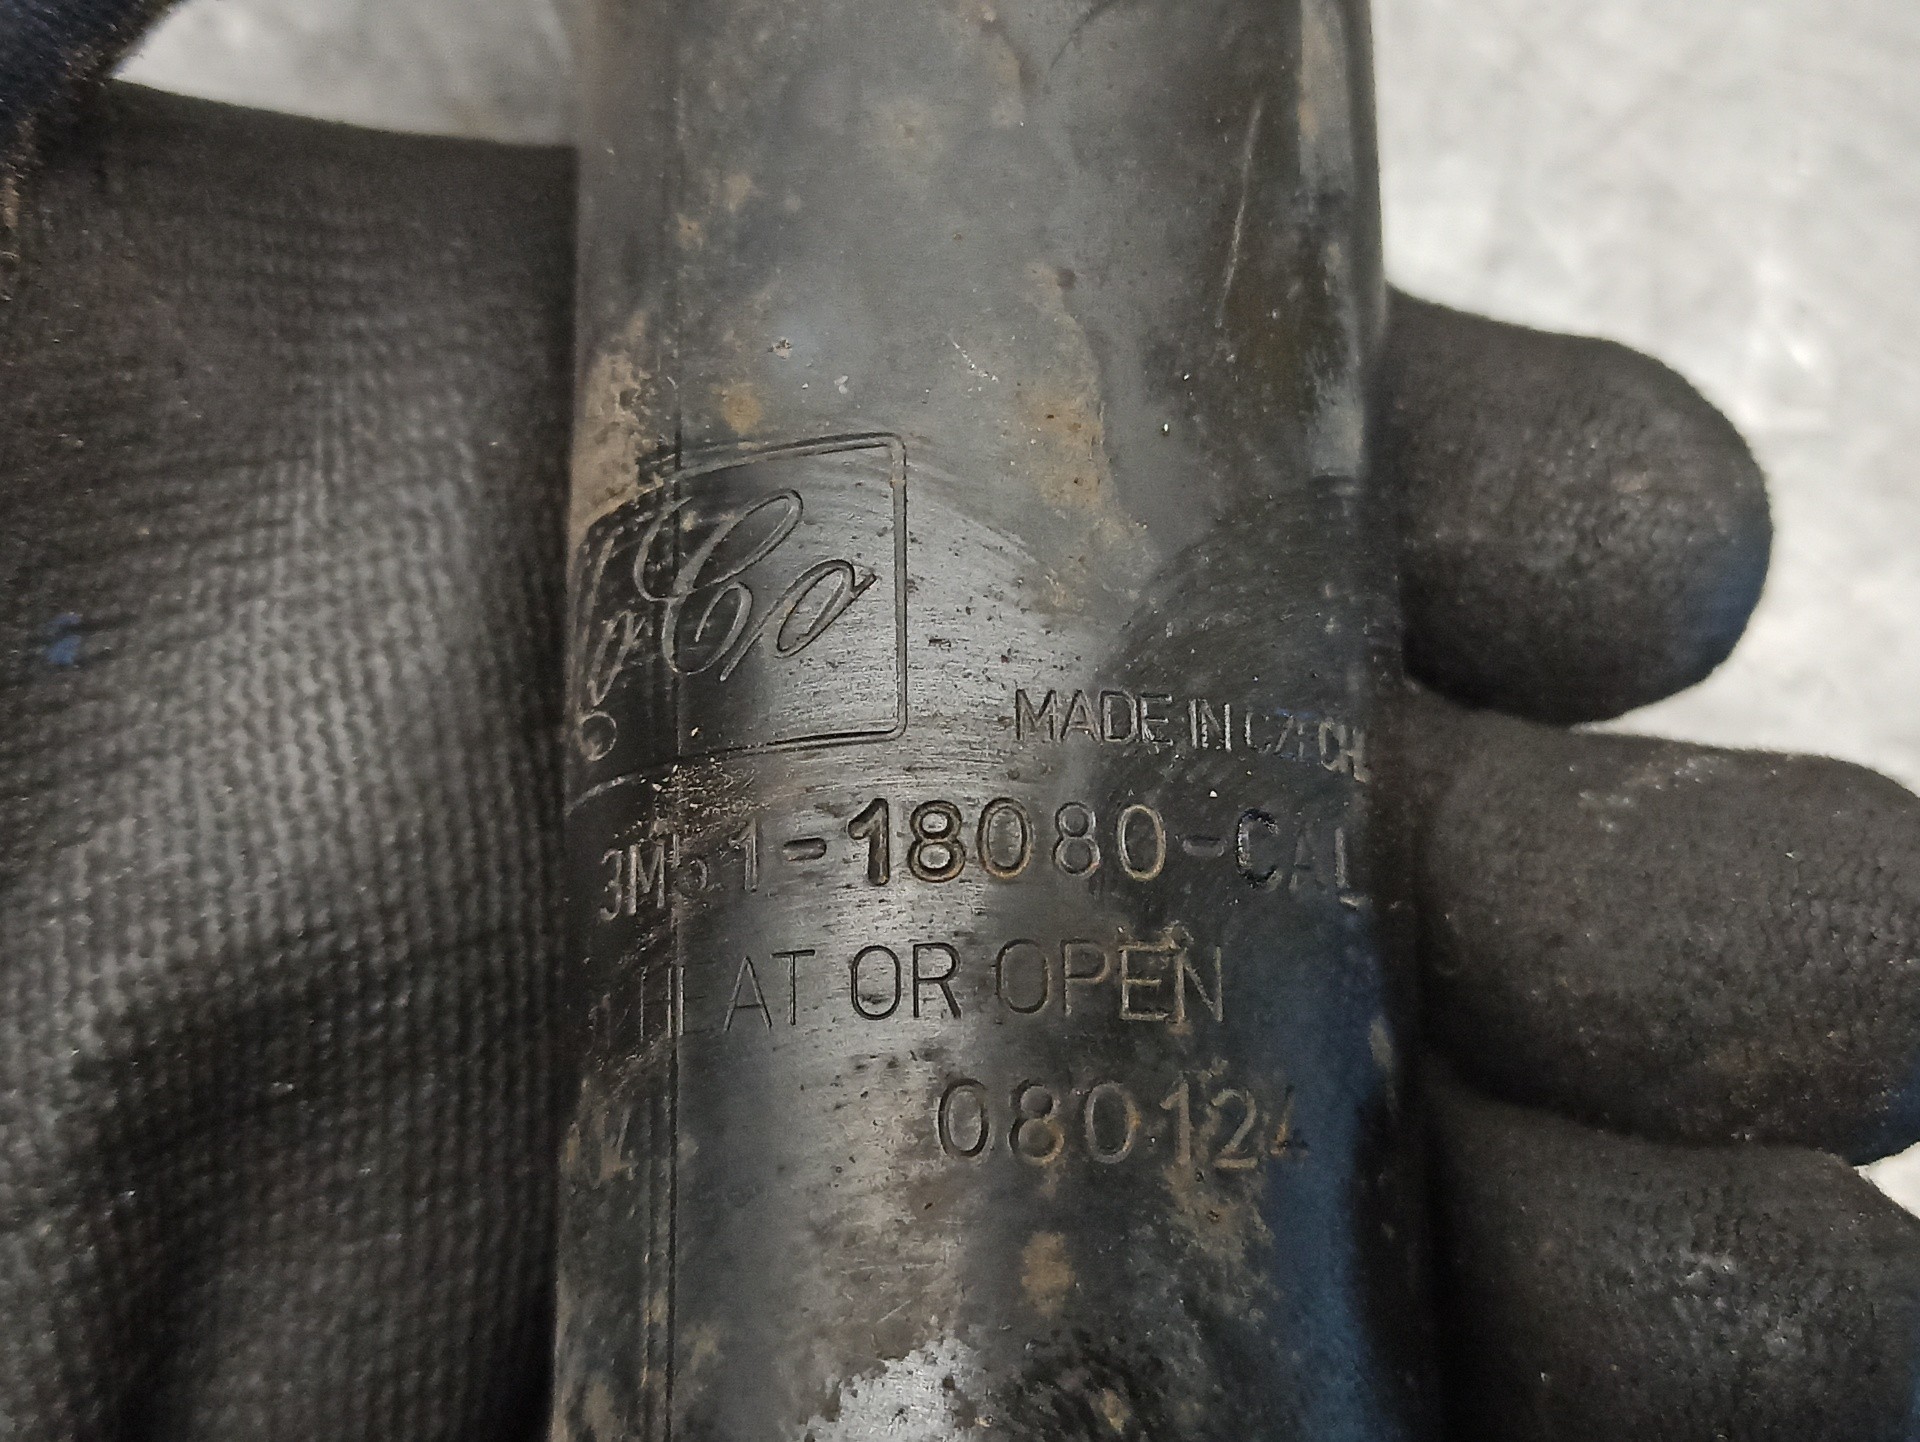 MADE IN CZECH
3M51-18080-CAL
HEAT OR OPEN
080124